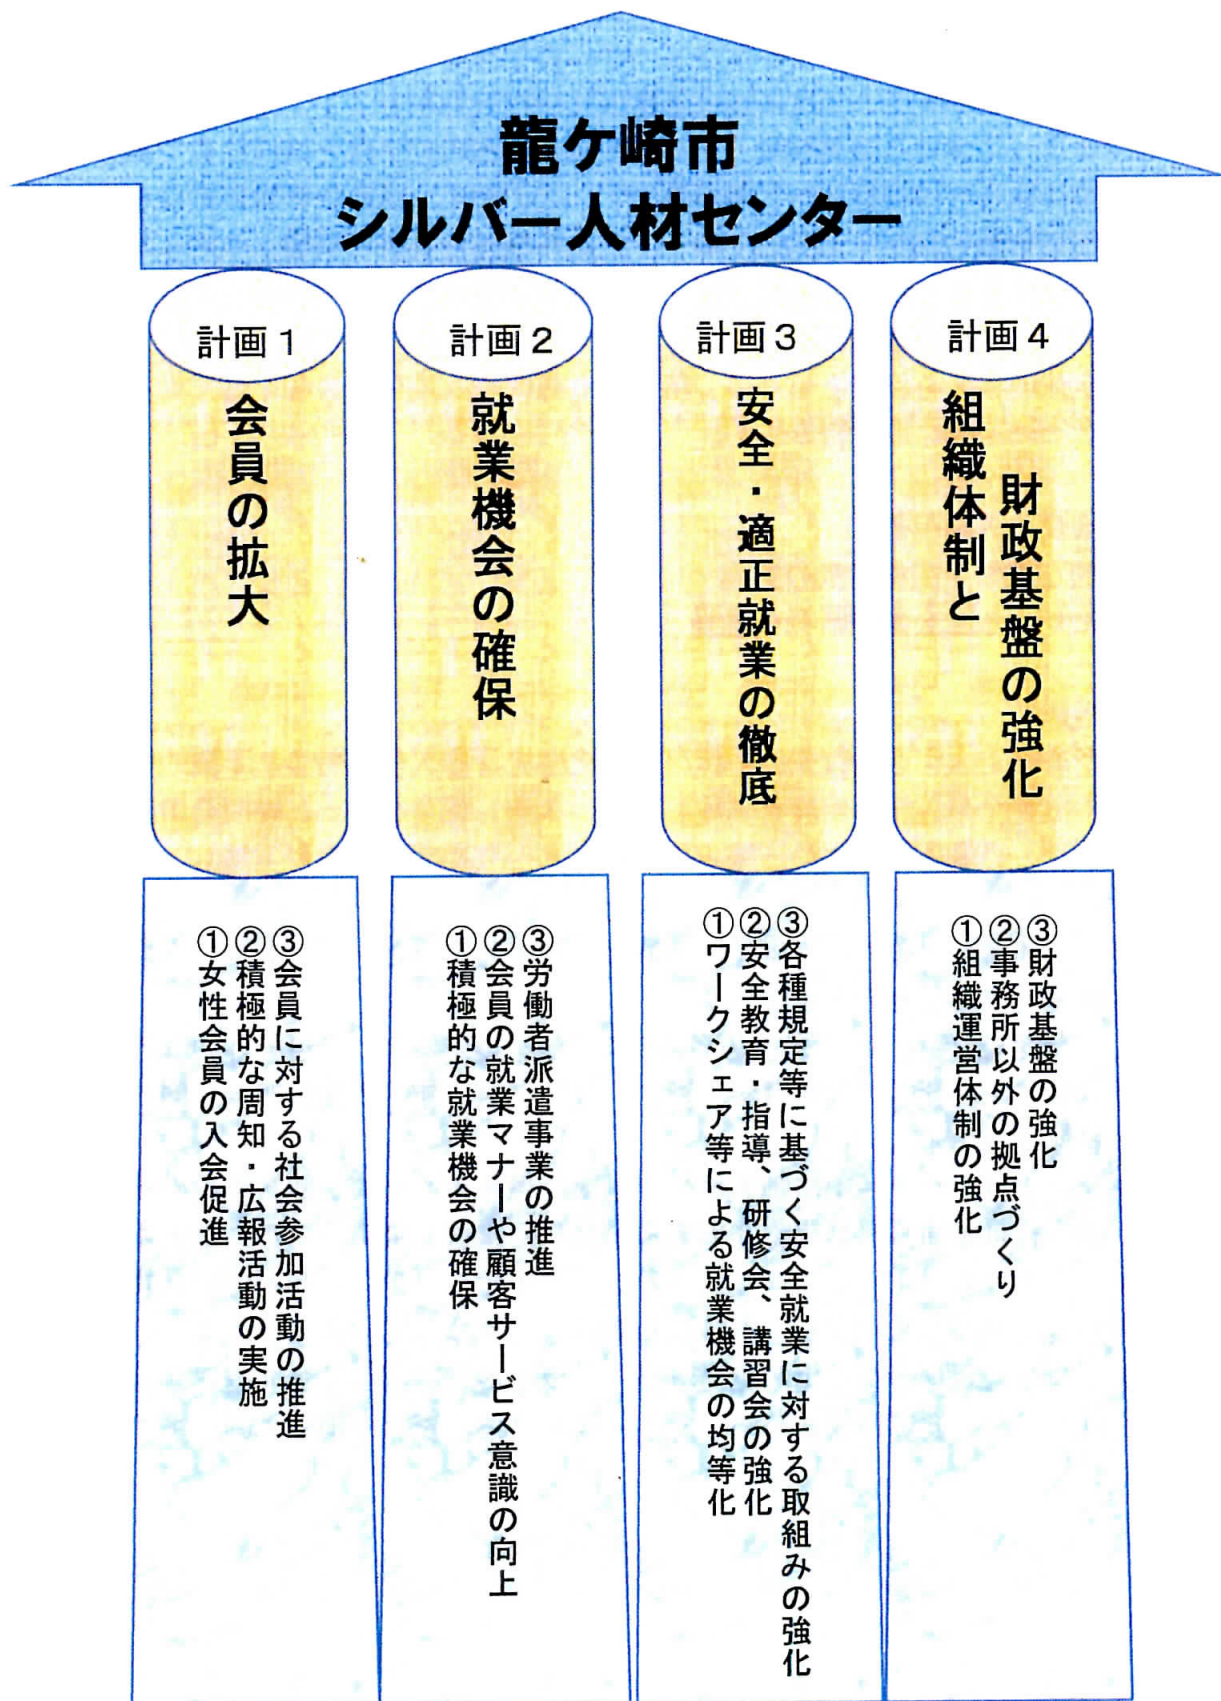 龍ケ崎市
シルバー人材センター
計画1
会員の拡大
①女性会員の入会促進
②積極的な周知・広報活動の実施
③会員に対する社会参加活動の推進
計画2
就業機会の確保
①積極的な就業機会の確保
②会員の就業マナーや顧客サービス意識の向上
③労働者派遣事業の推進
計画3
安全・適正就業の徹底
①ワークシェア等による就業機会の均等化
②安全教育・指導、研修会、講習会の強化
③各種規定等に基づく安全就業に対する取組みの強化
計画4
組織体制と
財政基盤の強化
①組織運営体制の強化
②事務所以外の拠点づくり
③財政基盤の強化